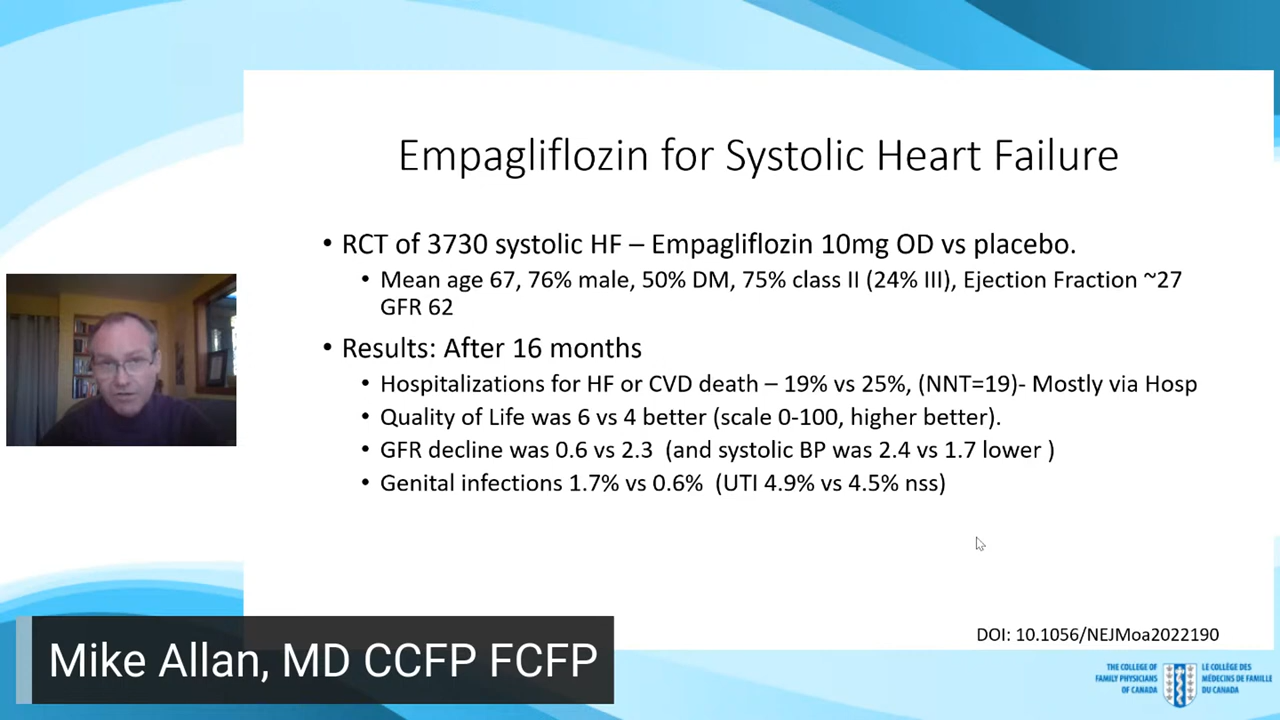 Empagliflozin for Systolic Heart Failure
• RCT of 3730 systolic HF – Empagliflozin 10mg OD vs placebo.
• Mean age 67, 76% male, 50% DM, 75% class II (24% III), Ejection Fraction ~27
GFR 62
• Results: After 16 months
• Hospitalizations for HF or CVD death – 19% vs 25%, (NNT=19)- Mostly via Hosp
• Quality of Life was 6 vs 4 better (scale 0-100, higher better).
• GFR decline was 0.6 vs 2.3  (and systolic BP was 2.4 vs 1.7 lower )
• Genital infections 1.7% vs 0.6%  (UTI 4.9% vs 4.5% nss)
DOI: 10.1056/NEJMoa2022190
Mike Allan, MD CCFP FCFP
THE COLLEGE OF
FAMILY PHYSICIANS
OF CANADA
LE COLLÈGE DES
MÉDECINS DE FAMILLE
DU CANADA